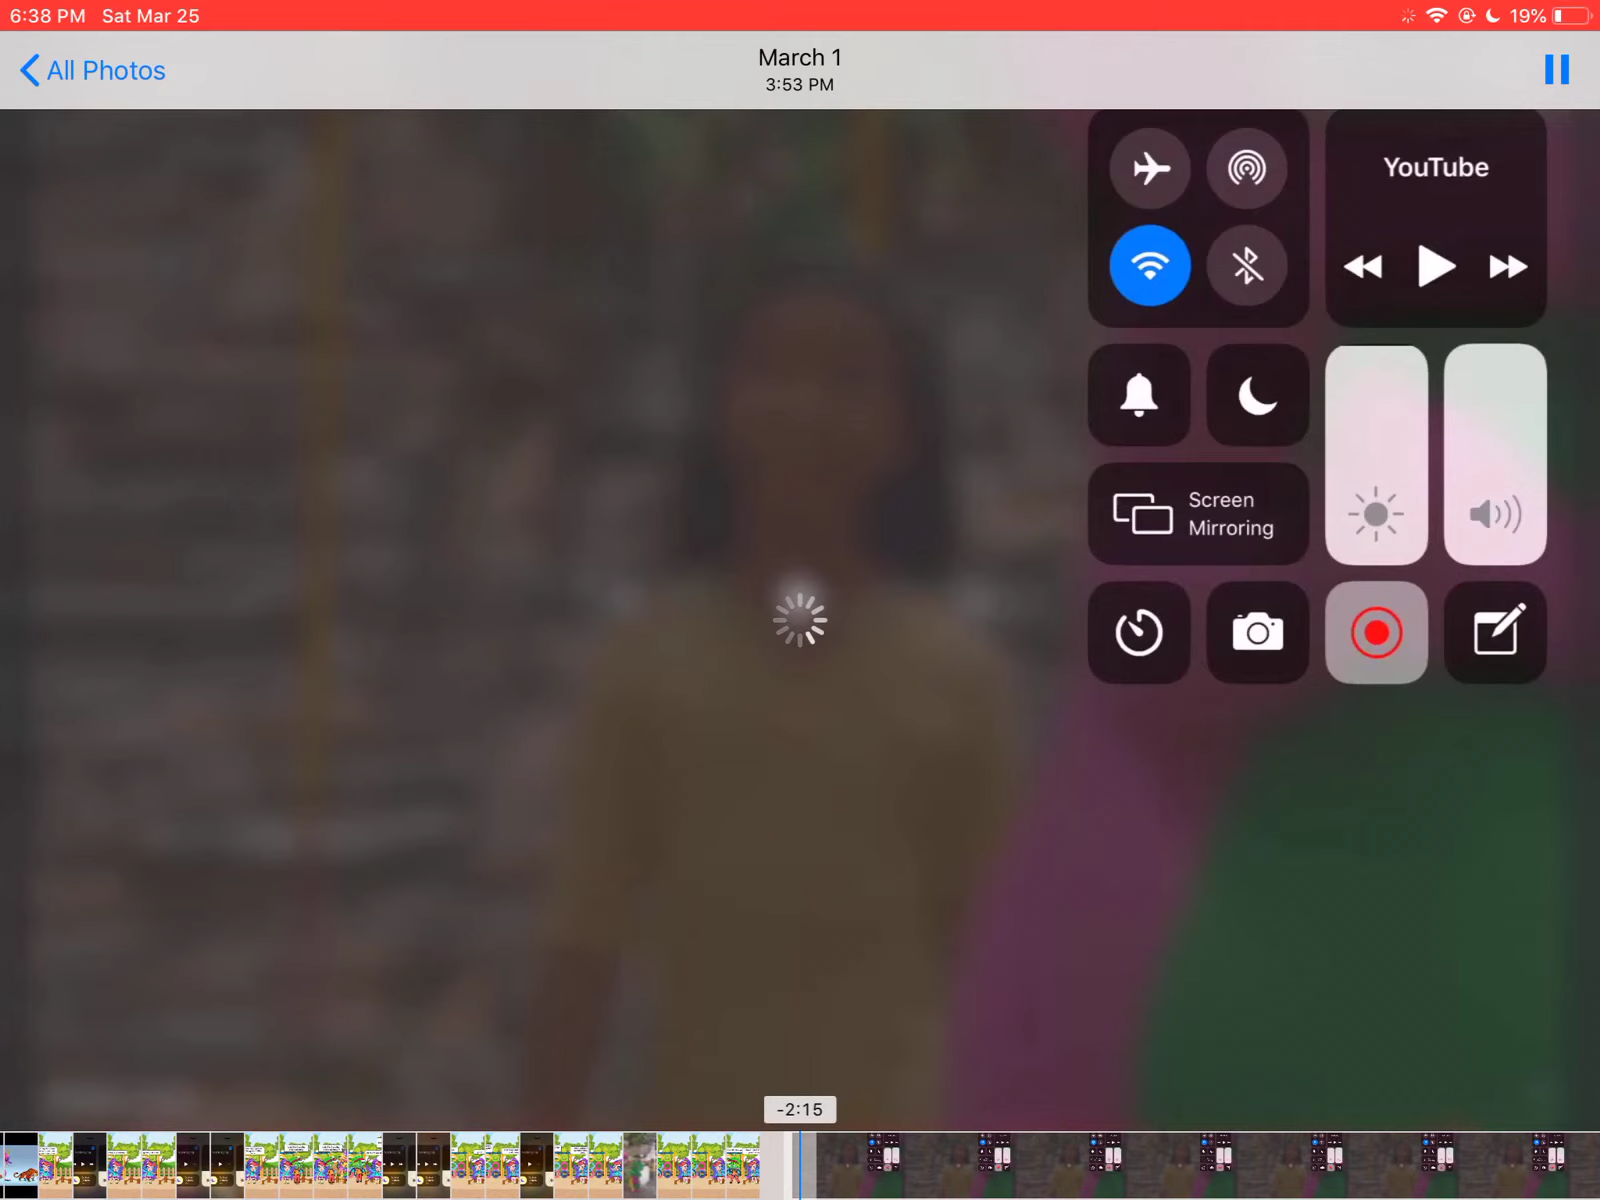 6:38 PM Sat Mar 25
19%
All Photos
March 1
3:53 PM
YouTube
Screen
Mirroring
-2:15